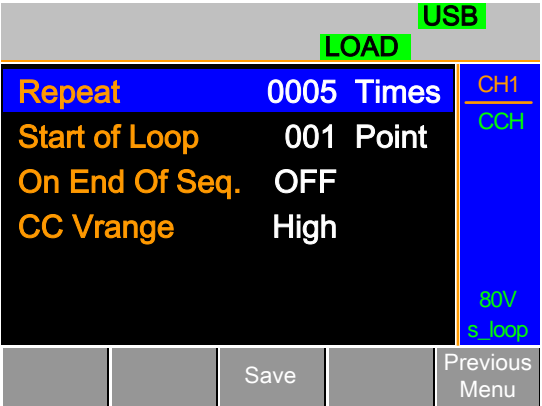 USB
LOAD
Repeat 0005 Times
Start of Loop 001 Point
On End Of Seq. OFF
CC Vrange High
CH1
CCH
80V
s_loop
Save
Previous
Menu